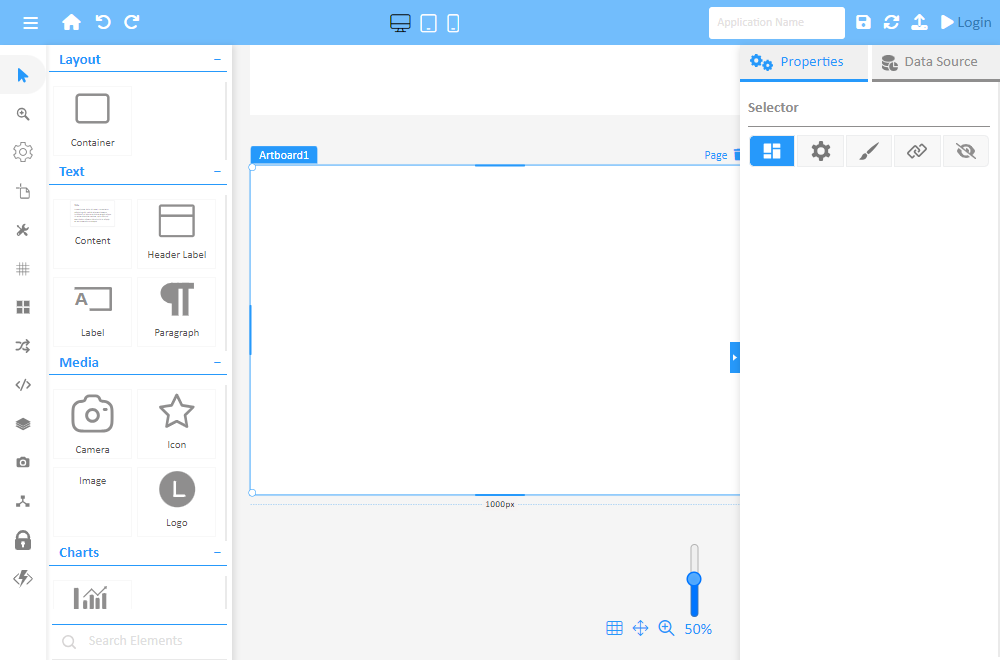 Application Name
Login
Layout
Container
Text
Content
Header Label
A
Label
Paragraph
Media
Camera
Icon
Image
L
Logo
Charts
Search Elements
Artboard1
Page
1000px
50%
Properties
Data Source
Selector